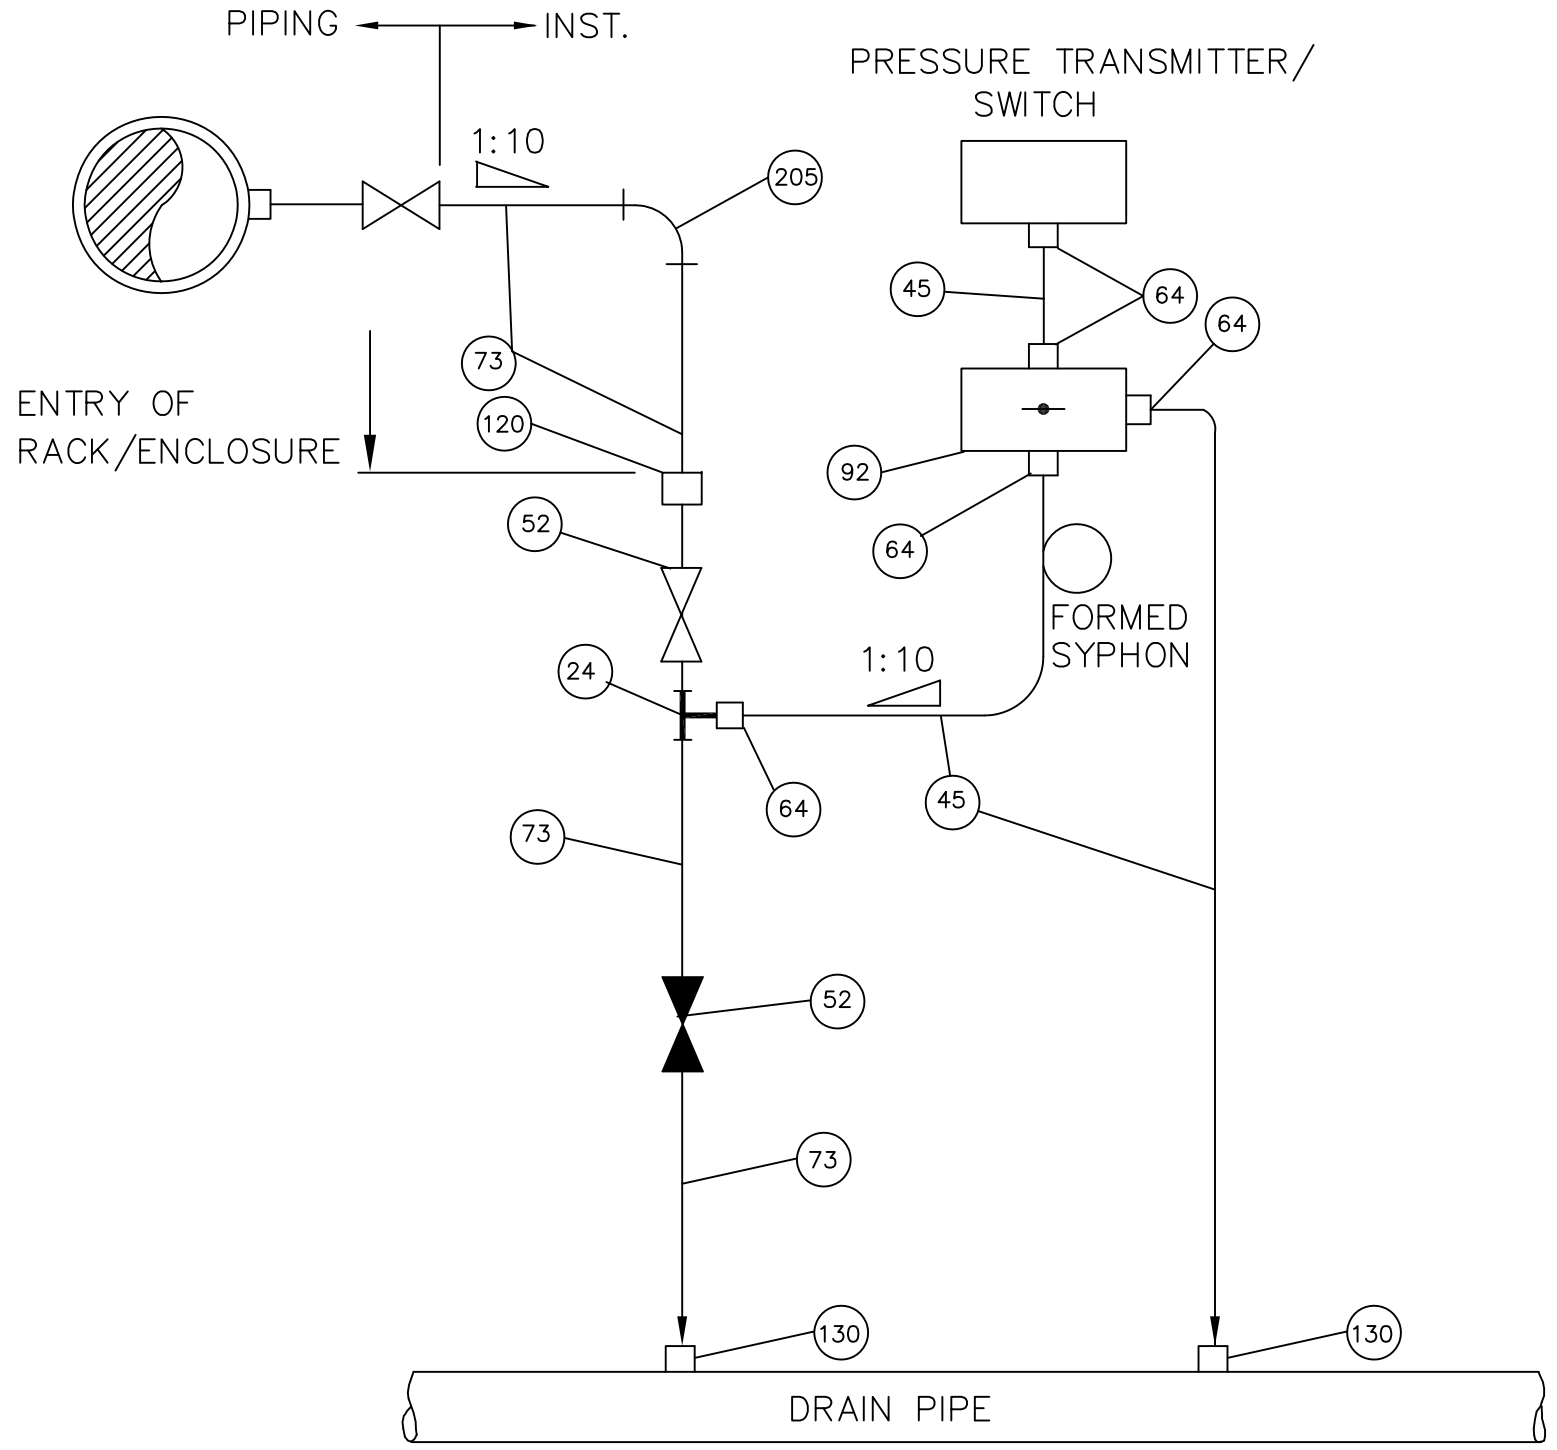 PIPING
INST.
PRESSURE TRANSMITTER/
SWITCH
1:10
205
45
64
64
73
ENTRY OF
RACK/ENCLOSURE
120
92
52
64
FORMED
SYPHON
24
1:10
64
45
73
52
73
130
130
DRAIN PIPE